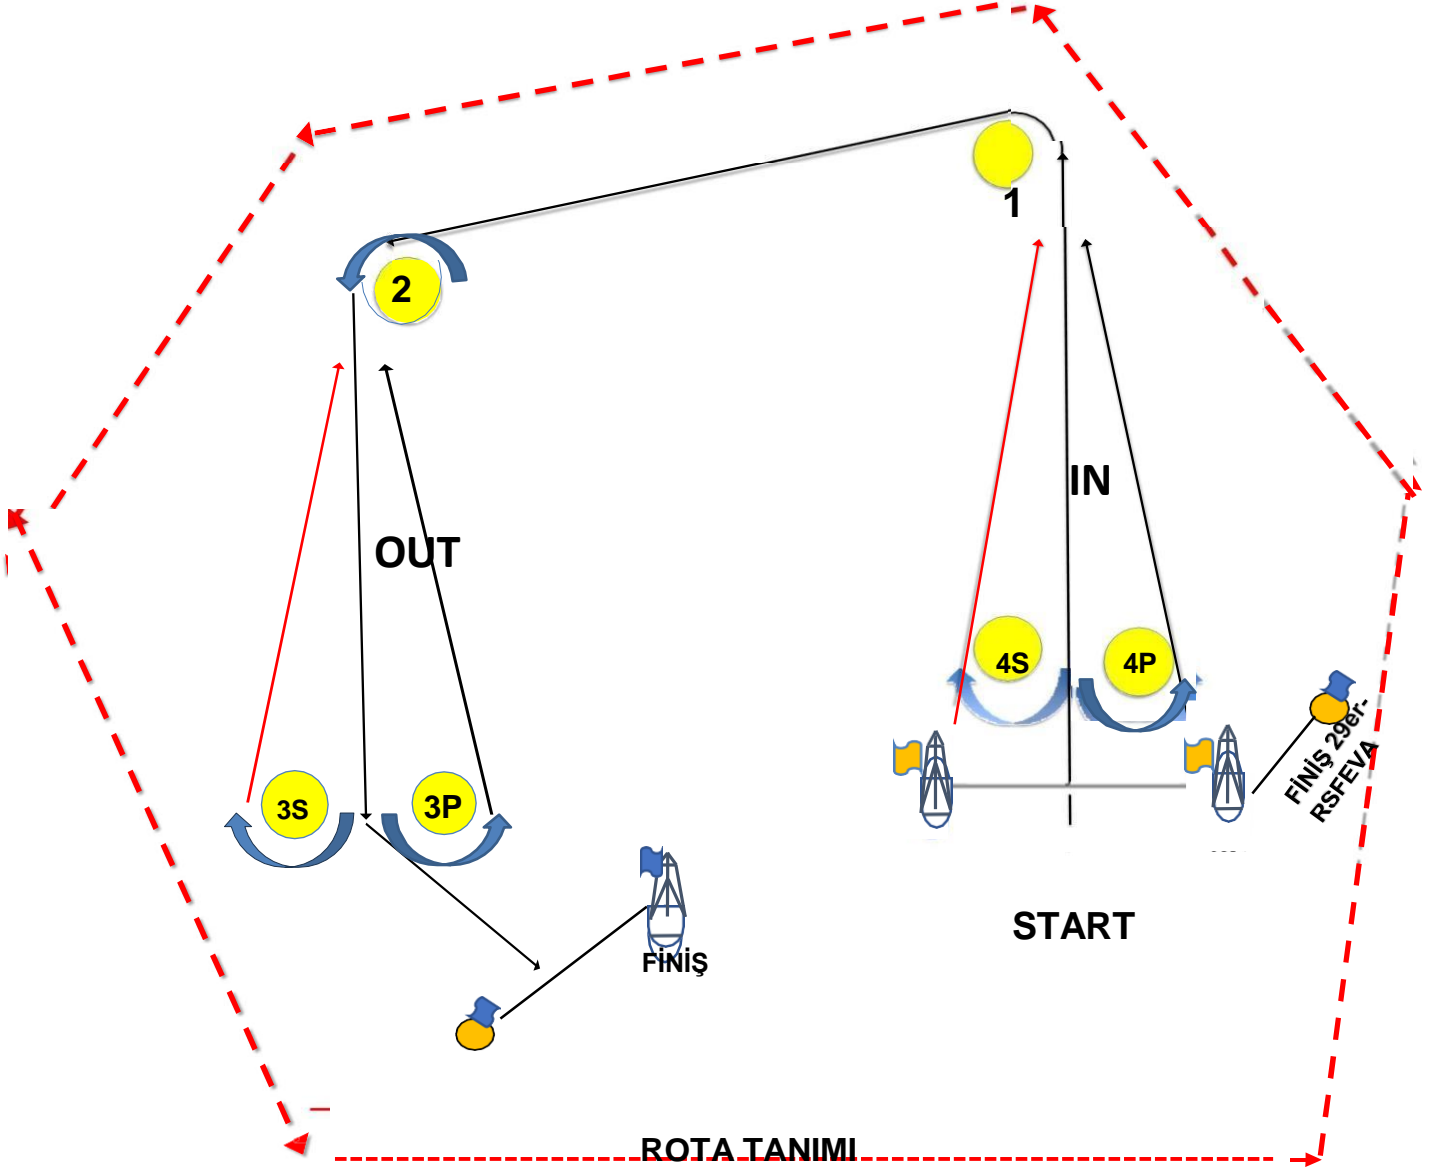 1
2
IN
OUT
4S
4P
FİNİŞ 29er-
RSFEVA
3S
3P
START
FİNİŞ
ROTA TANIMI